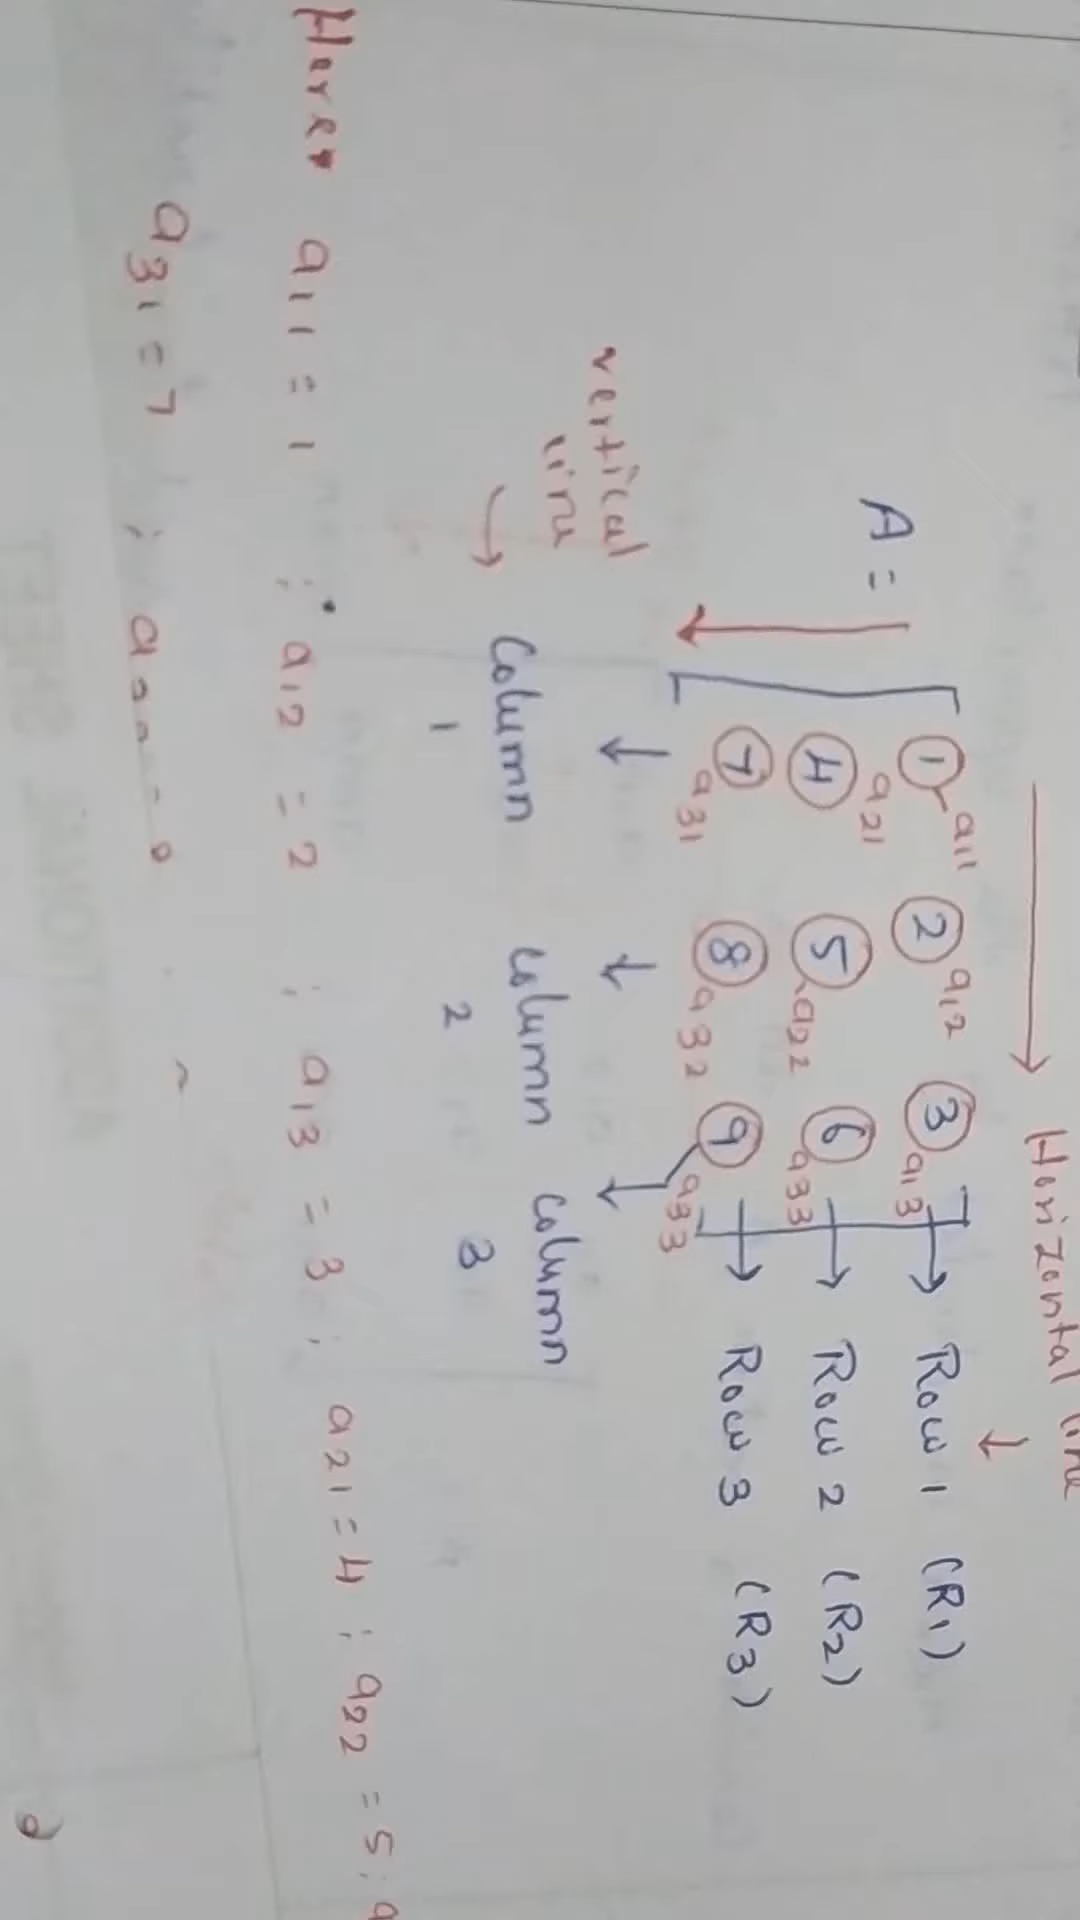 Horizontal line
A = [ 1 a11 2 a12 3 a13 ] → Row 1 (R1)
4 a21 5 a22 6 a33 → Row 2 (R2)
7 a31 8 a32 9 a33 → Row 3 (R3)
vertical
line
Column column column
1 2 3
a11 = 1 ; a12 = 2 ; a13 = 3 ; a21 = 4 ; a22 = 5 ; a
a31 = 7 ; a